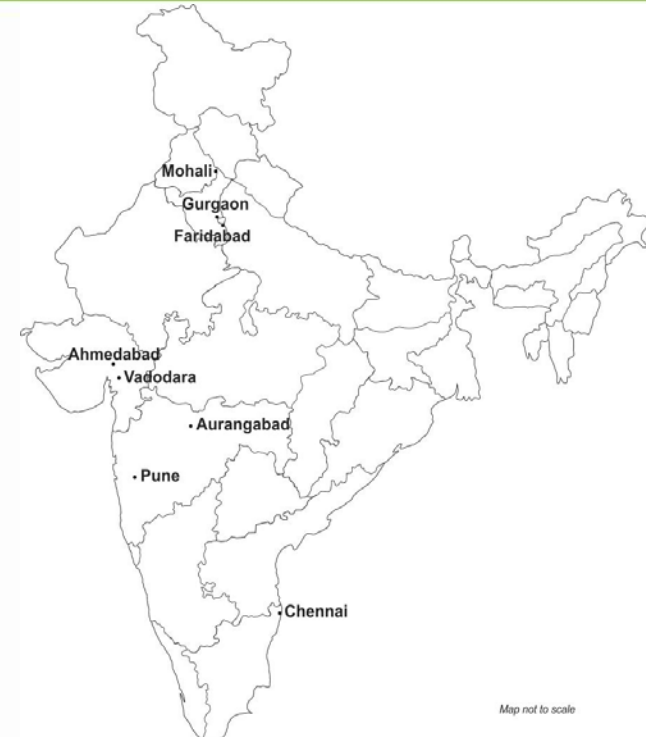 Mohali
Gurgaon
Faridabad
Ahmedabad
Vadodara
Aurangabad
Pune
Chennai
Map not to scale